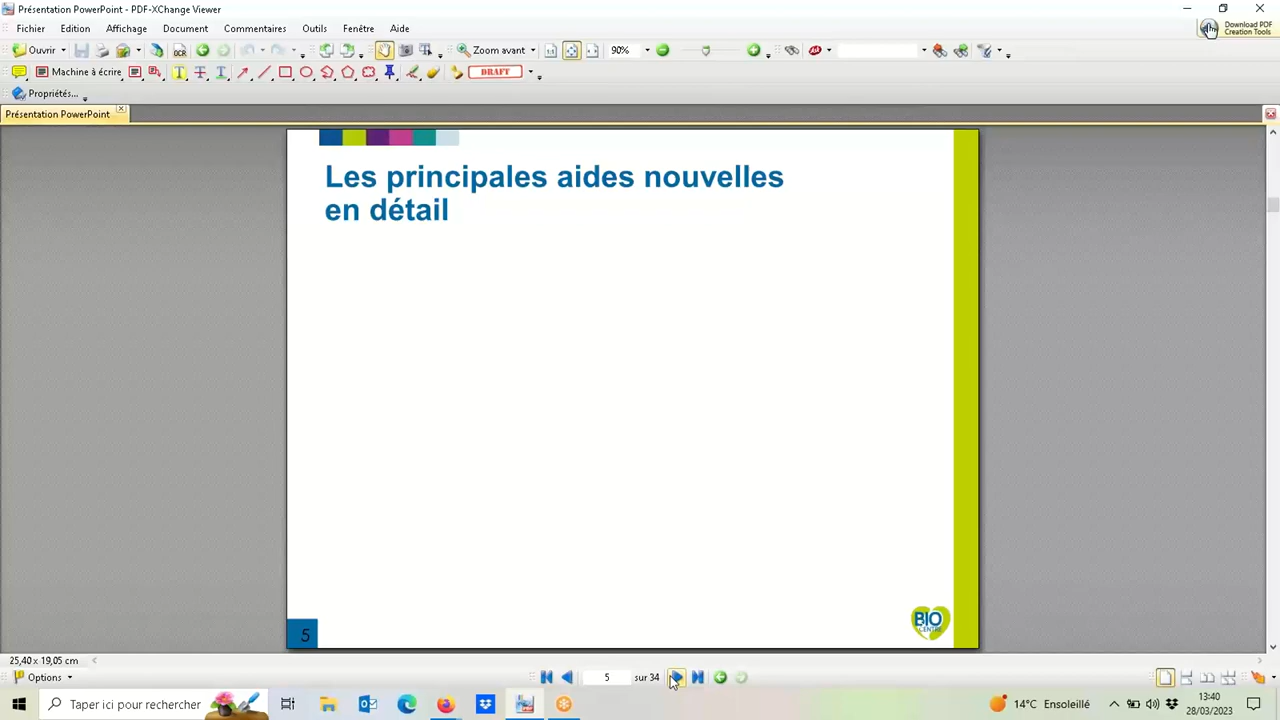 Présentation PowerPoint - PDF-XChange Viewer
Fichier Edition Affichage Document Commentaires Outils Fenêtre Aide
Download PDF
Creation Tools
Ouvrir OCR Zoom avant 90%
Machine à écrire DRAFT
Propriétés...
Présentation PowerPoint
Les principales aides nouvelles
en détail
BIO
CENTRE
5
25,40 x 19,05 cm
Options 5 sur 34
Taper ici pour rechercher
14°C Ensoleillé
13:40
28/03/2023